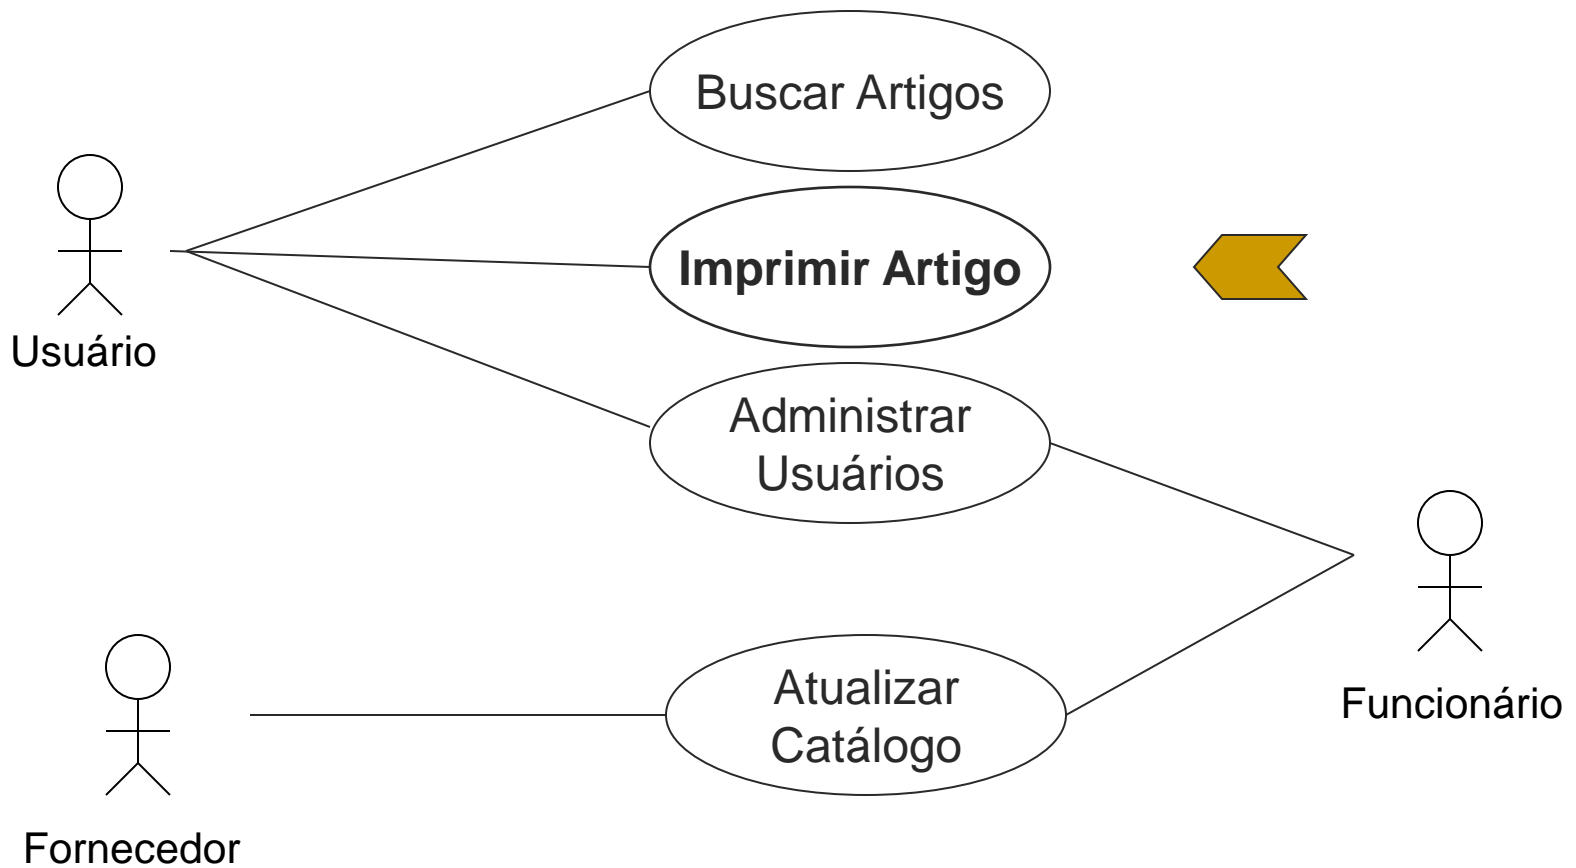 Buscar Artigos
Imprimir Artigo
Usuário
Administrar
Usuários
Atualizar
Catálogo
Funcionário
Fornecedor